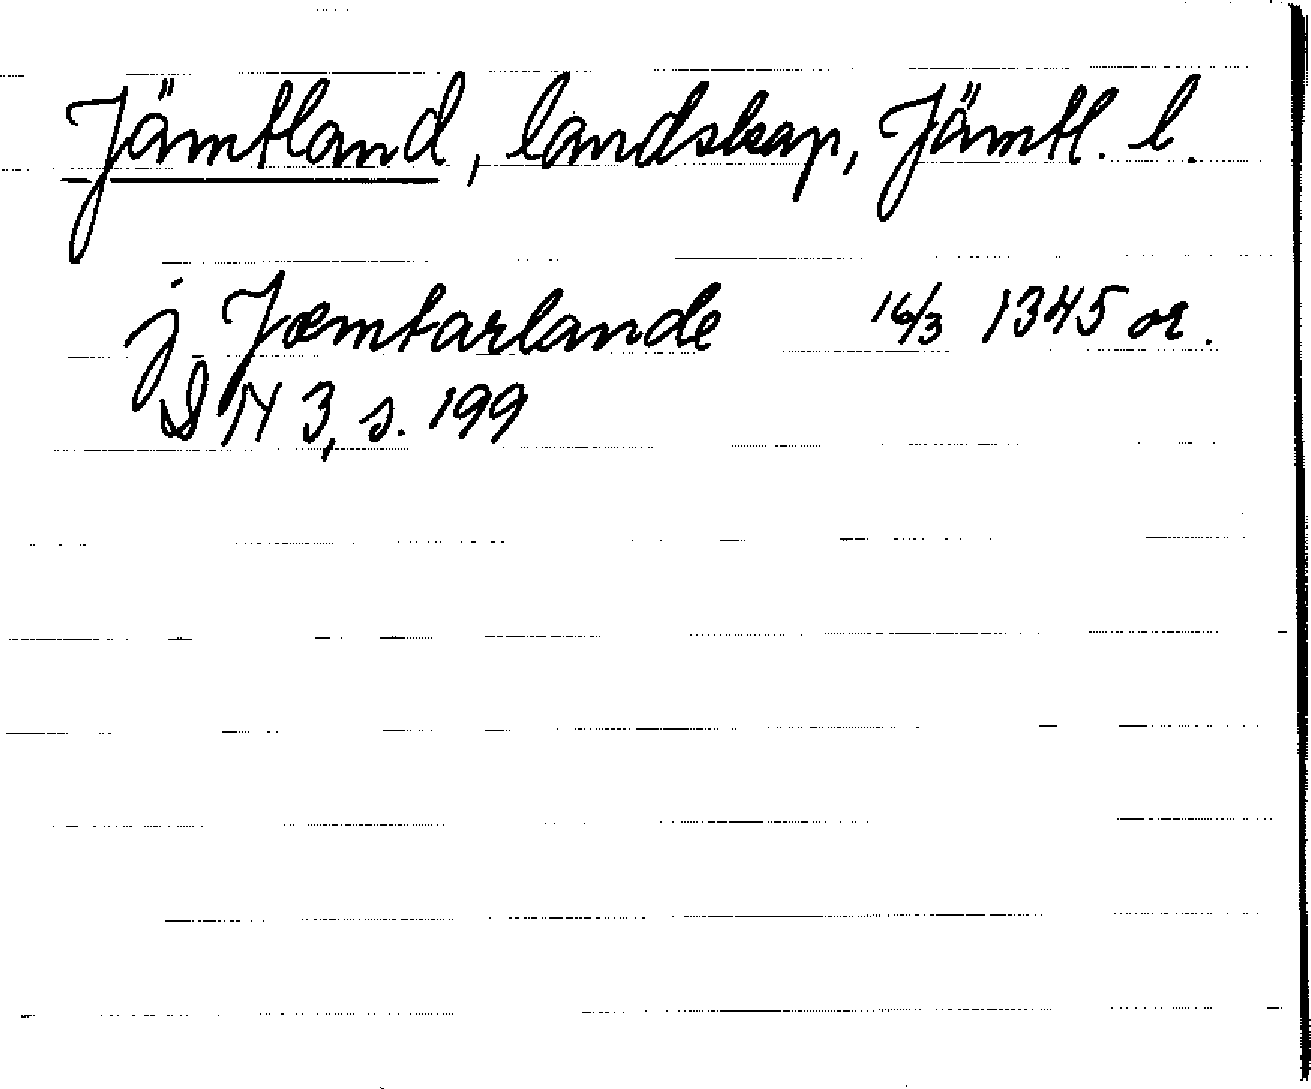 Jämtland, landskap, Jämtl. l.
j Jæmtarlande 16/3 1345 or.
DN 3, s. 199